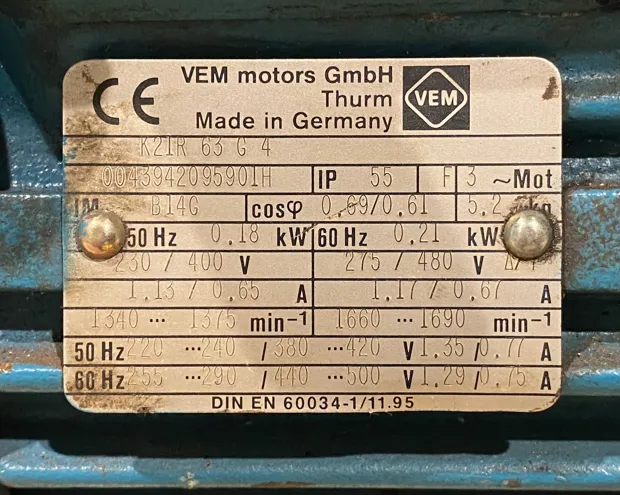 CE VEM motors GmbH
Thurm VEM
Made in Germany
K21R 63 G 4
0043942095901H IP 55 F 3 ~Mot
IM B14G cosφ 0,69/0,61 5,2 kg
50 Hz 0,18 kW 60 Hz 0,21 kW
230 / 400 V 275 / 480 V Δ/Y
1,13 / 0,65 A 1,17 / 0,67 A
1340 ... 1375 min-1 1660 ... 1690 min-1
50 Hz 220 ... 240 / 380 ... 420 V 1,35 / 0,77 A
60 Hz 255 ... 290 / 440 ... 500 V 1,29 / 0,75 A
DIN EN 60034-1/11.95